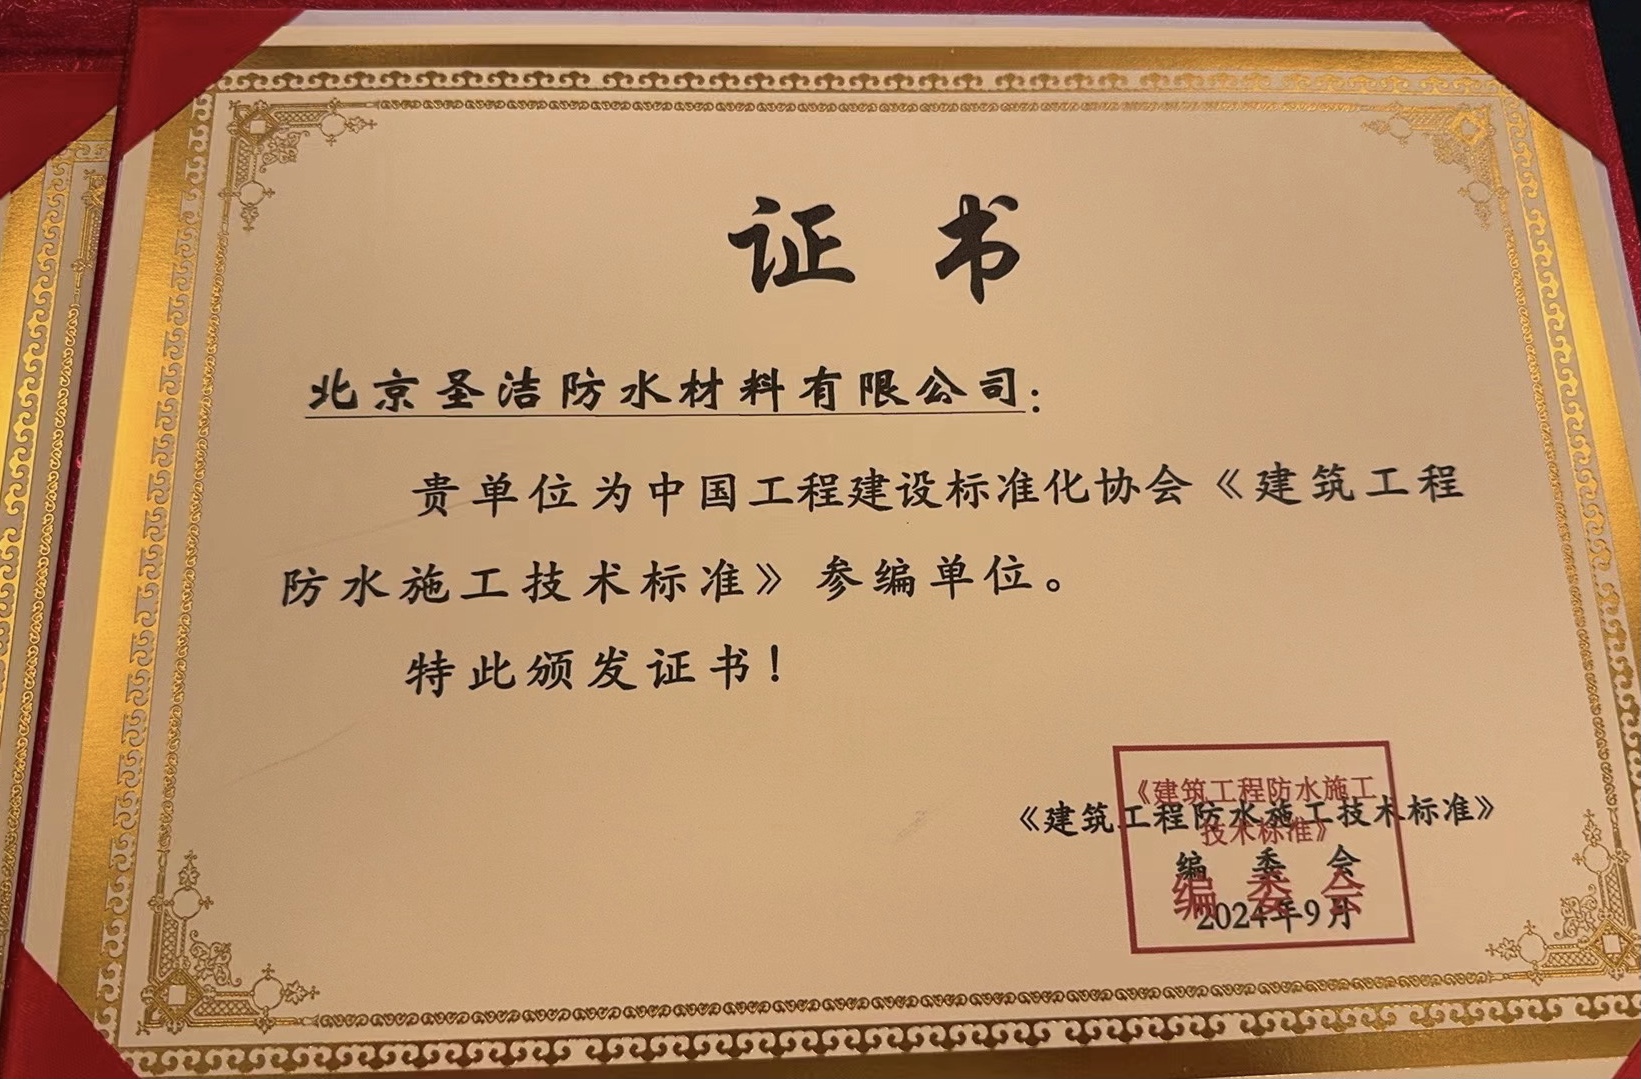 证书
北京圣洁防水材料有限公司：
贵单位为中国工程建设标准化协会《建筑工程
防水施工技术标准》参编单位。
特此颁发证书！
《建筑工程防水施工技术标准》
编委会
2024年9月
《建筑工程防水施工
技术标准》
编委会